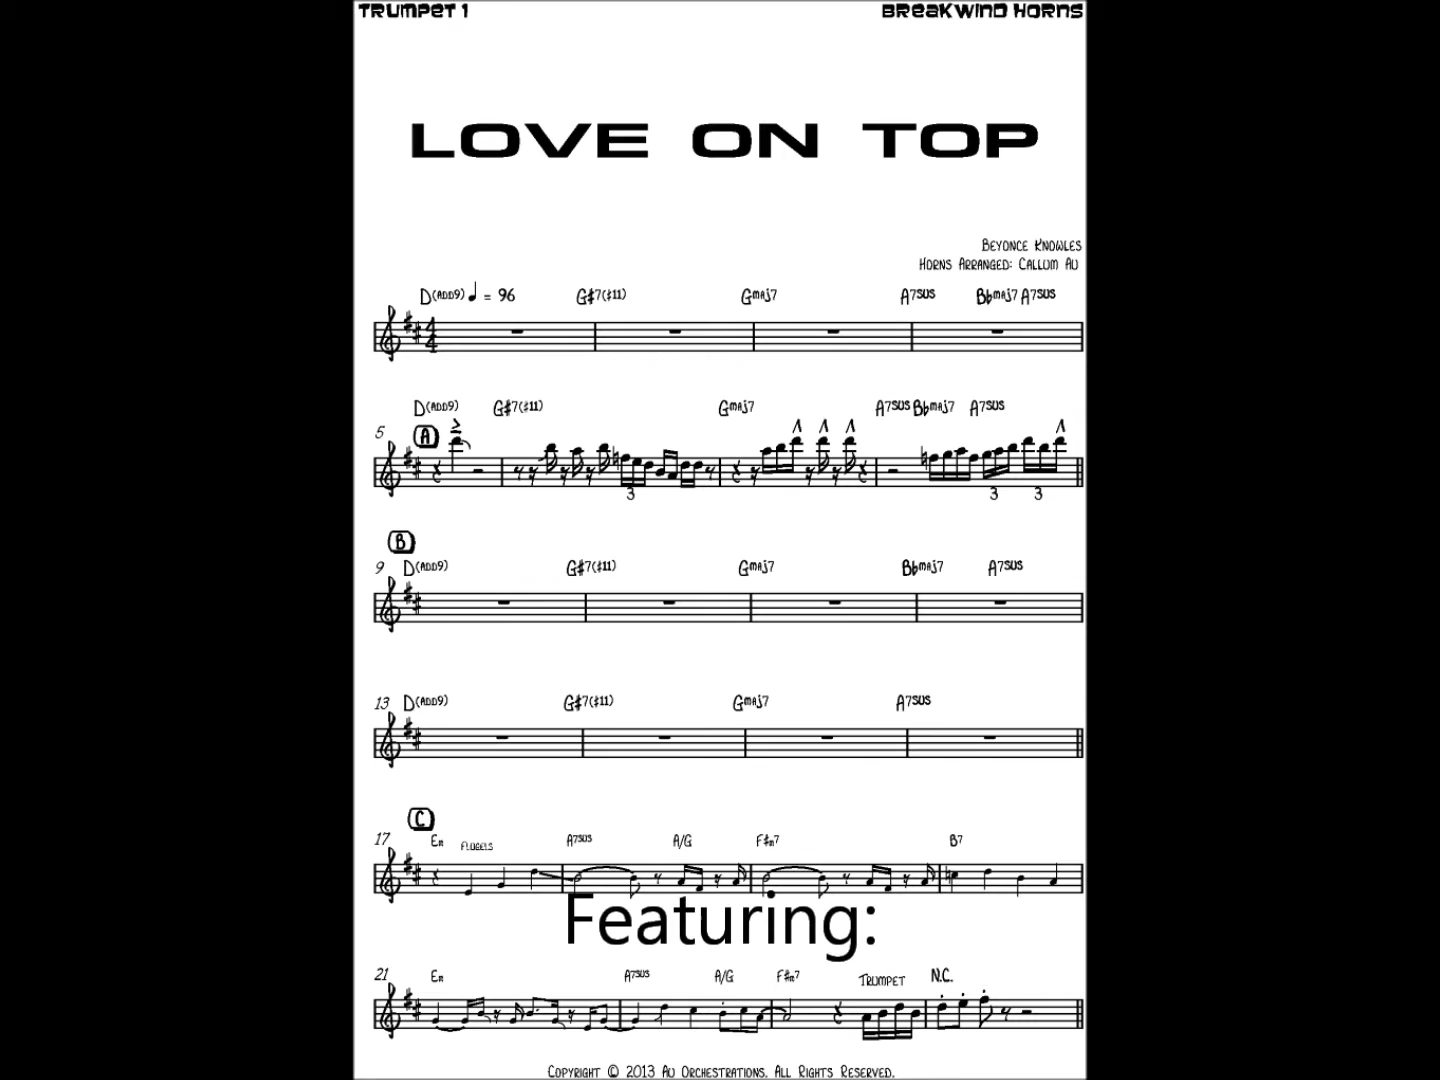 TRUMPET 1 BREAKWIND HORNS
LOVE ON TOP
BEYONCE KNOWLES
HORNS ARRANGED: CALLUM AU
D(ADD9) ♩ = 96 G#7(#11) Gmaj7 A7SUS Bbmaj7 A7SUS
4
4
D(ADD9) G#7(#11) Gmaj7 A7SUS Bbmaj7 A7SUS
5 A
3 3 3
B
9 D(ADD9) G#7(#11) Gmaj7 Bbmaj7 A7SUS
13 D(ADD9) G#7(#11) Gmaj7 A7SUS
C
17 Em FLUGELS A7SUS A/G F#m7 B7
Featuring:
21 Em A7SUS A/G F#m7 TRUMPET N.C.
COPYRIGHT © 2013 AU ORCHESTRATIONS. ALL RIGHTS RESERVED.